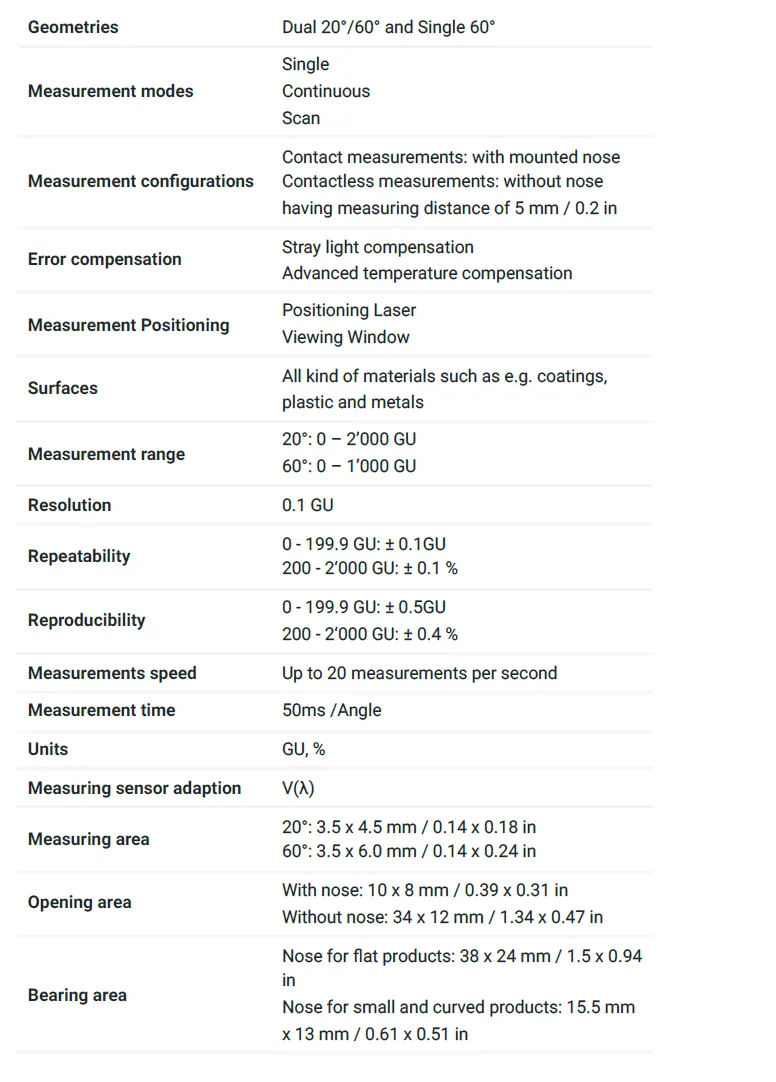 Geometries
Dual 20°/60° and Single 60°
Measurement modes
Single
Continuous
Scan
Measurement configurations
Contact measurements: with mounted nose
Contactless measurements: without nose
having measuring distance of 5 mm / 0.2 in
Error compensation
Stray light compensation
Advanced temperature compensation
Measurement Positioning
Positioning Laser
Viewing Window
Surfaces
All kind of materials such as e.g. coatings,
plastic and metals
Measurement range
20°: 0 – 2’000 GU
60°: 0 – 1’000 GU
Resolution
0.1 GU
Repeatability
0 - 199.9 GU: ± 0.1GU
200 - 2‘000 GU: ± 0.1 %
Reproducibility
0 - 199.9 GU: ± 0.5GU
200 - 2‘000 GU: ± 0.4 %
Measurements speed
Up to 20 measurements per second
Measurement time
50ms /Angle
Units
GU, %
Measuring sensor adaption
V(λ)
Measuring area
20°: 3.5 x 4.5 mm / 0.14 x 0.18 in
60°: 3.5 x 6.0 mm / 0.14 x 0.24 in
Opening area
With nose: 10 x 8 mm / 0.39 x 0.31 in
Without nose: 34 x 12 mm / 1.34 x 0.47 in
Bearing area
Nose for flat products: 38 x 24 mm / 1.5 x 0.94
in
Nose for small and curved products: 15.5 mm
x 13 mm / 0.61 x 0.51 in